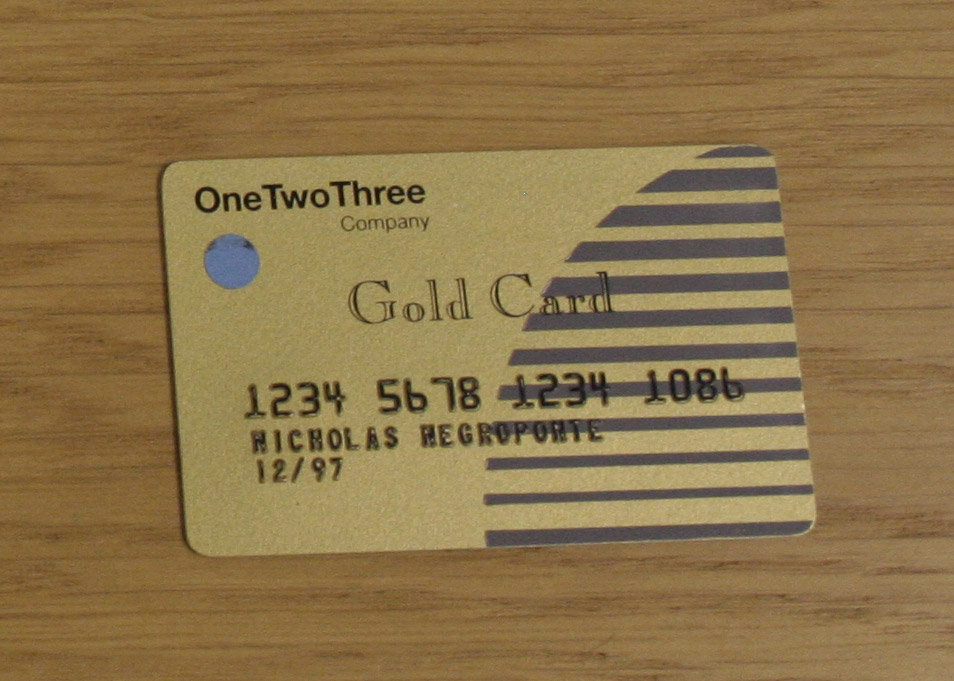 OneTwoThree
Company
Gold Card
1234 5678 1234 1086
NICHOLAS NEGROPONTE
12/97